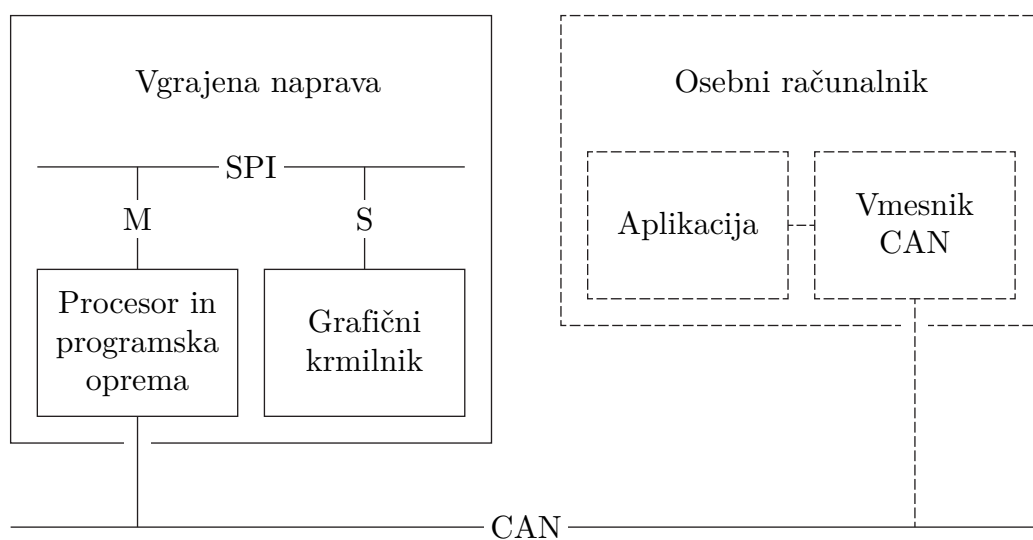 Vgrajena naprava
SPI
M
S
Procesor in
programska
oprema
Grafični
krmilnik
Osebni računalnik
Aplikacija
Vmesnik
CAN
CAN